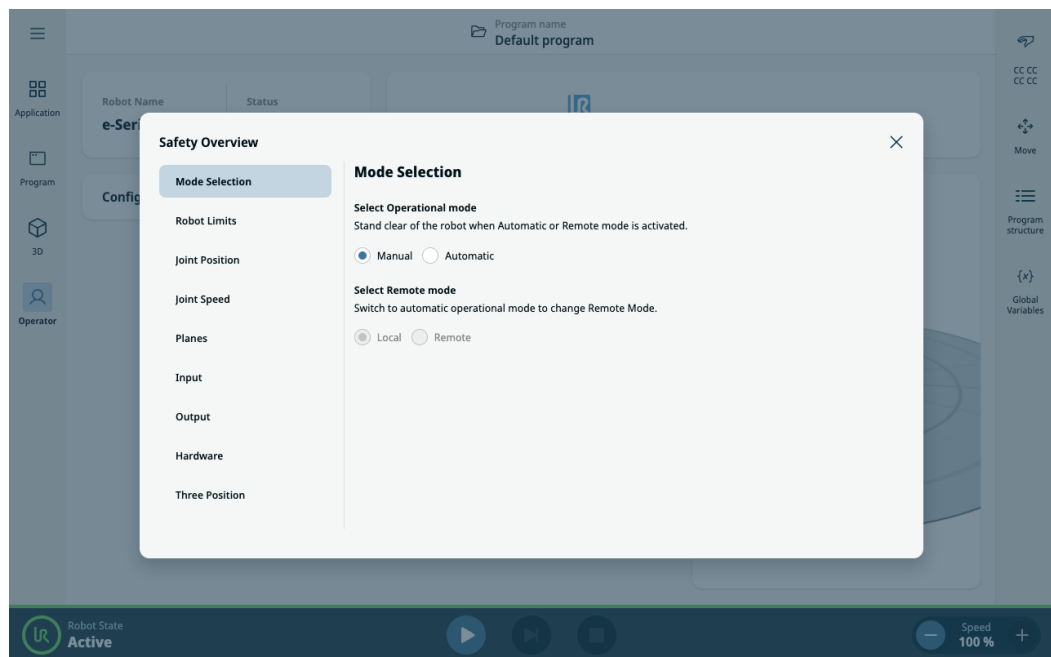 Program name
Default program
Application
Program
3D
Operator
Robot Name
Status
e-Seri
Config
Safety Overview
Mode Selection
Robot Limits
Joint Position
Joint Speed
Planes
Input
Output
Hardware
Three Position
Mode Selection
Select Operational mode
Stand clear of the robot when Automatic or Remote mode is activated.
Manual Automatic
Select Remote mode
Switch to automatic operational mode to change Remote Mode.
Local Remote
CC CC
CC CC
Move
Program
structure
{x}
Global
Variables
Robot State
Active
Speed
100 %